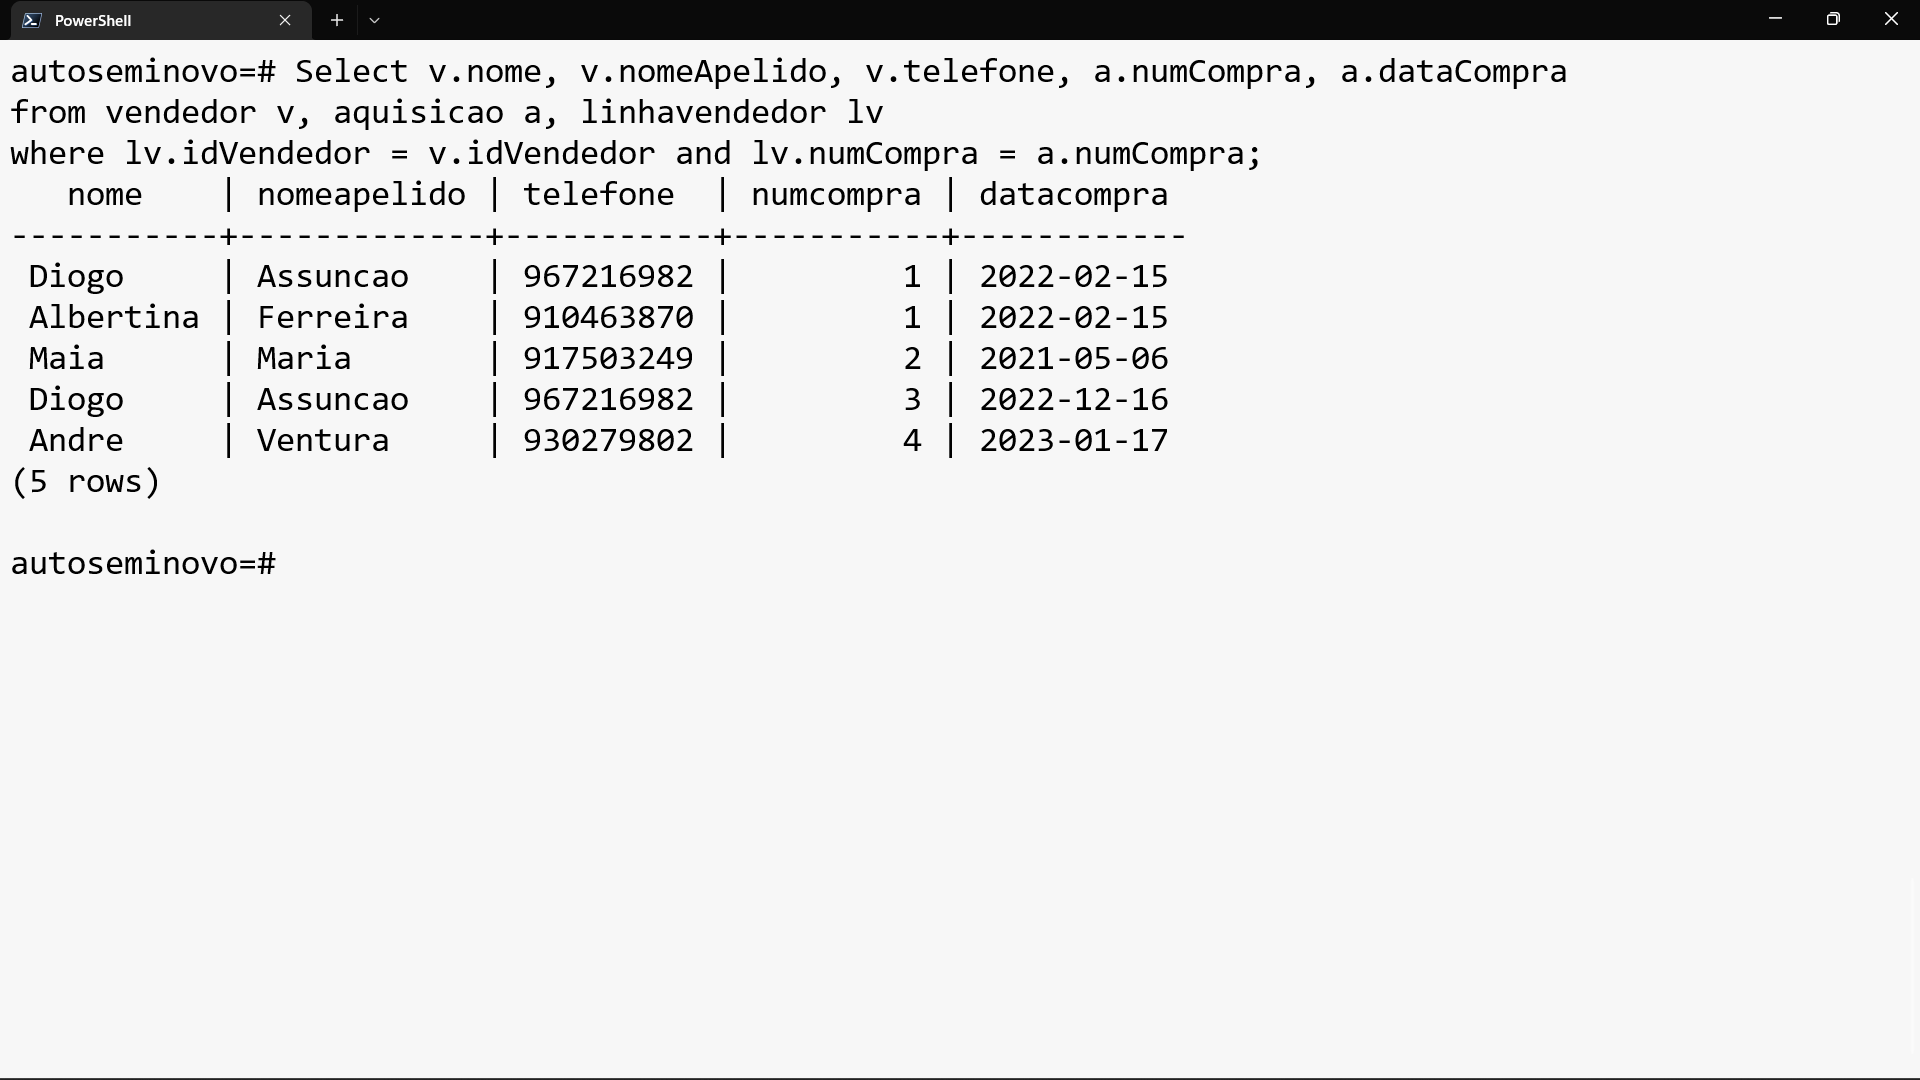 PowerShell
autoseminovo=# Select v.nome, v.nomeApelido, v.telefone, a.numCompra, a.dataCompra
from vendedor v, aquisicao a, linhavendedor lv
where lv.idVendedor = v.idVendedor and lv.numCompra = a.numCompra;
   nome    | nomeapelido | telefone  | numcompra | datacompra
-----------+-------------+-----------+-----------+------------
 Diogo     | Assuncao    | 967216982 |         1 | 2022-02-15
 Albertina | Ferreira    | 910463870 |         1 | 2022-02-15
 Maia      | Maria       | 917503249 |         2 | 2021-05-06
 Diogo     | Assuncao    | 967216982 |         3 | 2022-12-16
 Andre     | Ventura     | 930279802 |         4 | 2023-01-17
(5 rows)
autoseminovo=#